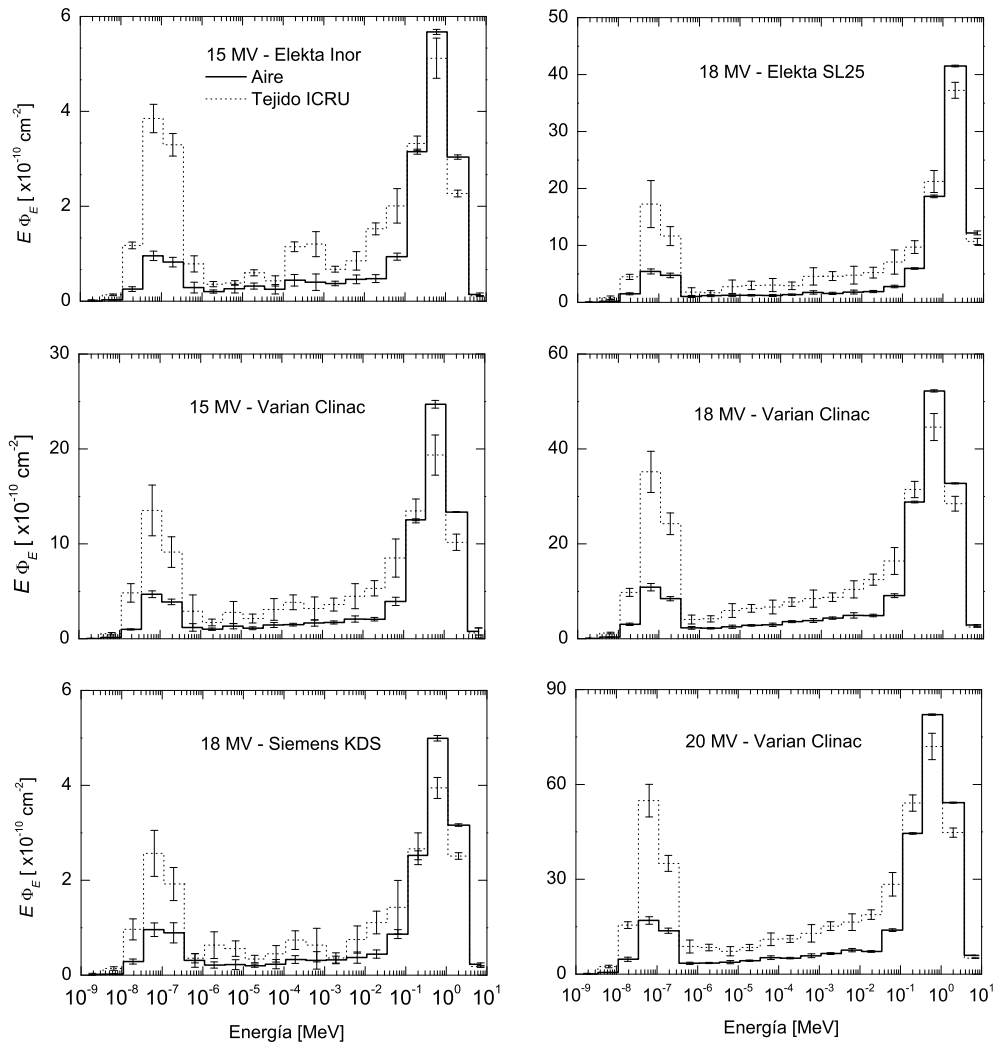 6
4
2
0
E Φ_E [ x10⁻¹⁰ cm⁻²]
15 MV - Elekta Inor
Aire
Tejido ICRU
50
40
30
20
10
0
18 MV - Elekta SL25
30
20
10
0
E Φ_E [ x10⁻¹⁰ cm⁻²]
15 MV - Varian Clinac
60
40
20
0
18 MV - Varian Clinac
6
4
2
0
E Φ_E [ x10⁻¹⁰ cm⁻²]
18 MV - Siemens KDS
10⁻⁹ 10⁻⁸ 10⁻⁷ 10⁻⁶ 10⁻⁵ 10⁻⁴ 10⁻³ 10⁻² 10⁻¹ 10⁰ 10¹
Energía [MeV]
90
60
30
0
20 MV - Varian Clinac
10⁻⁹ 10⁻⁸ 10⁻⁷ 10⁻⁶ 10⁻⁵ 10⁻⁴ 10⁻³ 10⁻² 10⁻¹ 10⁰ 10¹
Energía [MeV]